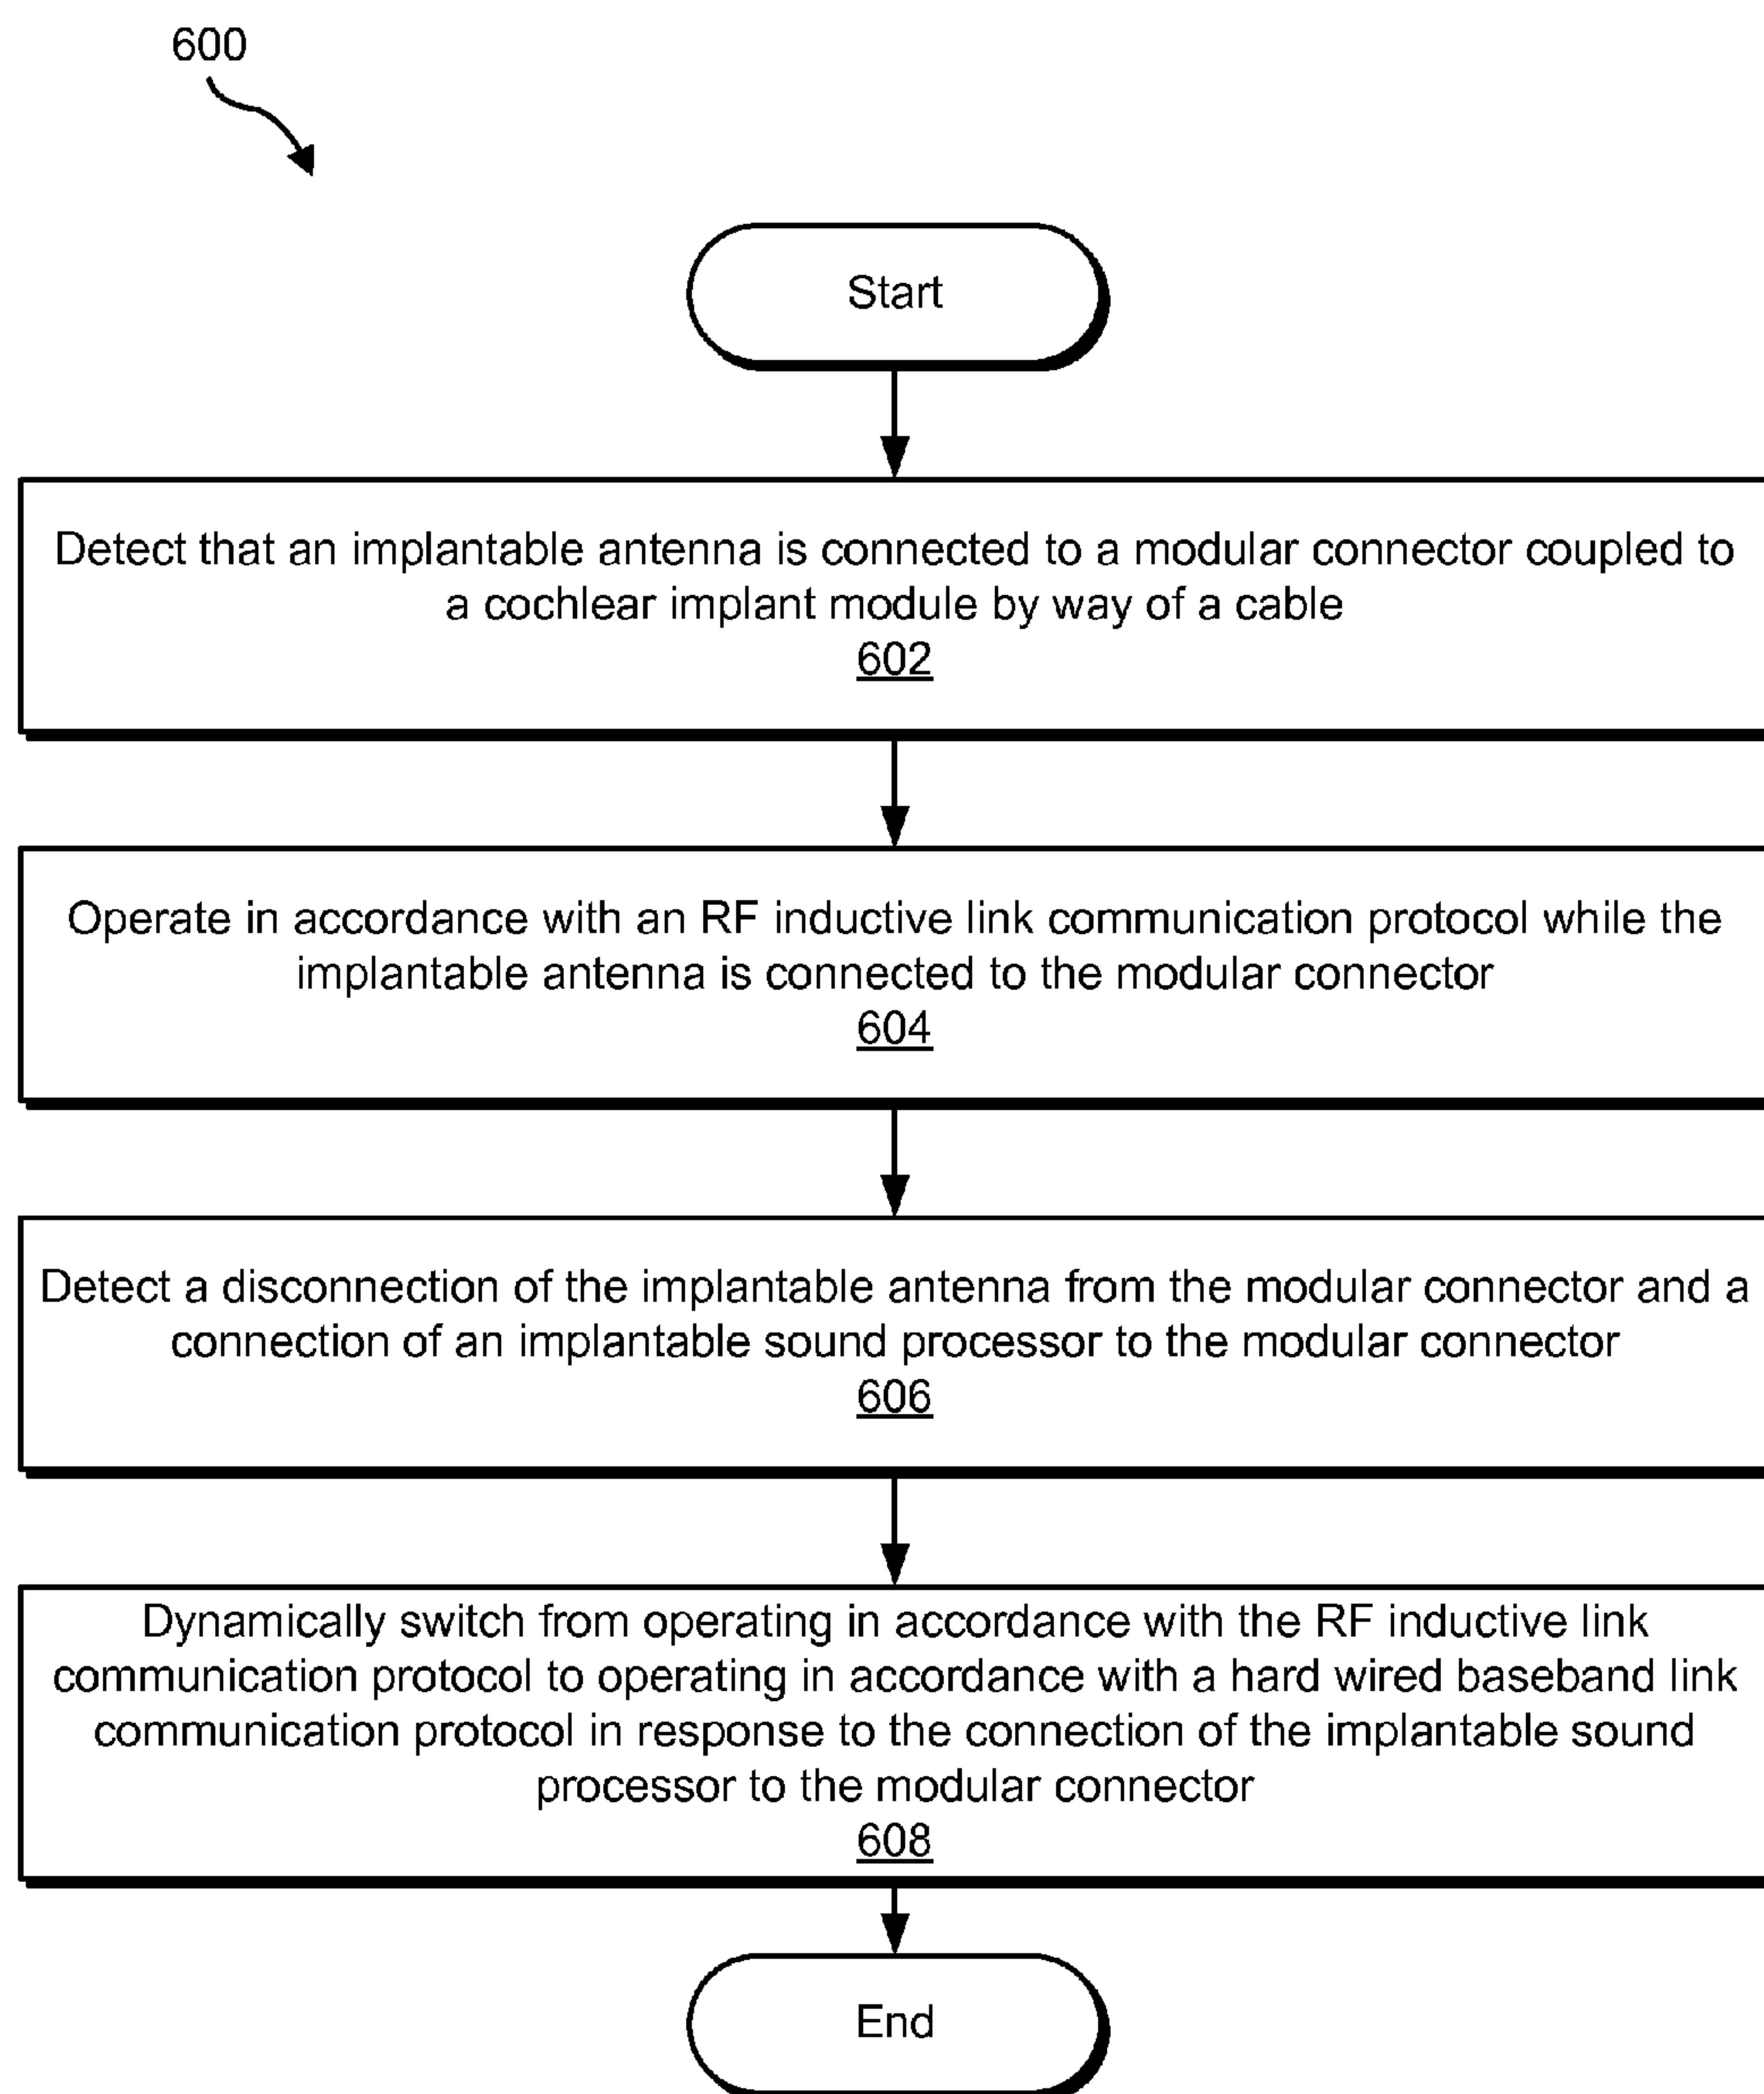 600
Start
Detect that an implantable antenna is connected to a modular connector coupled to
a cochlear implant module by way of a cable
602
Operate in accordance with an RF inductive link communication protocol while the
implantable antenna is connected to the modular connector
604
Detect a disconnection of the implantable antenna from the modular connector and a
connection of an implantable sound processor to the modular connector
606
Dynamically switch from operating in accordance with the RF inductive link
communication protocol to operating in accordance with a hard wired baseband link
communication protocol in response to the connection of the implantable sound
processor to the modular connector
608
End